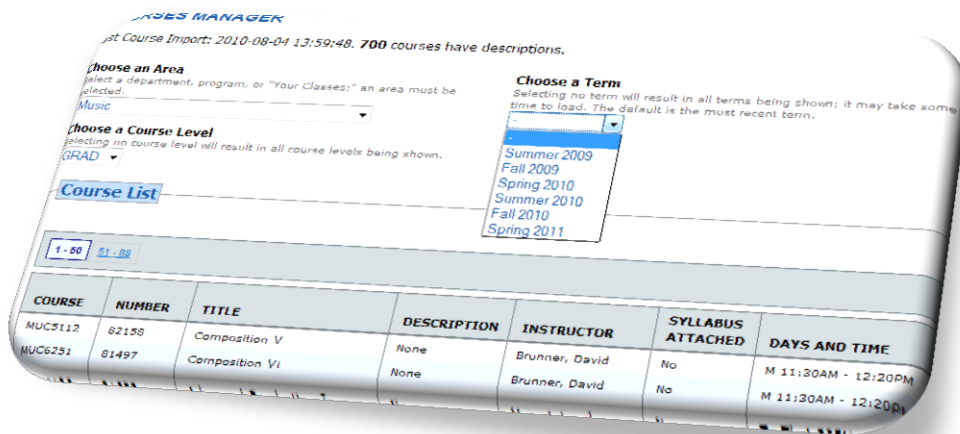 MANAGER
Course Import: 2010-08-04 13:59:48. 700 courses have descriptions.
Choose an Area
Select a department, program, or "Your Classes;" an area must be
selected.
Music
Choose a Course Level
Selecting no course level will result in all course levels being shown.
GRAD
Choose a Term
Selecting no term will result in all terms being shown; it may take some
time to load. The default is the most recent term.
-
-
Summer 2009
Fall 2009
Spring 2010
Summer 2010
Fall 2010
Spring 2011
Course List
1 - 50 51 - 88
COURSE NUMBER TITLE DESCRIPTION INSTRUCTOR SYLLABUS ATTACHED DAYS AND TIME
MUC5112 82158 Composition V None Brunner, David No M 11:30AM - 12:20PM
MUC6251 81497 Composition Vi None Brunner, David No M 11:30AM - 12:20PM